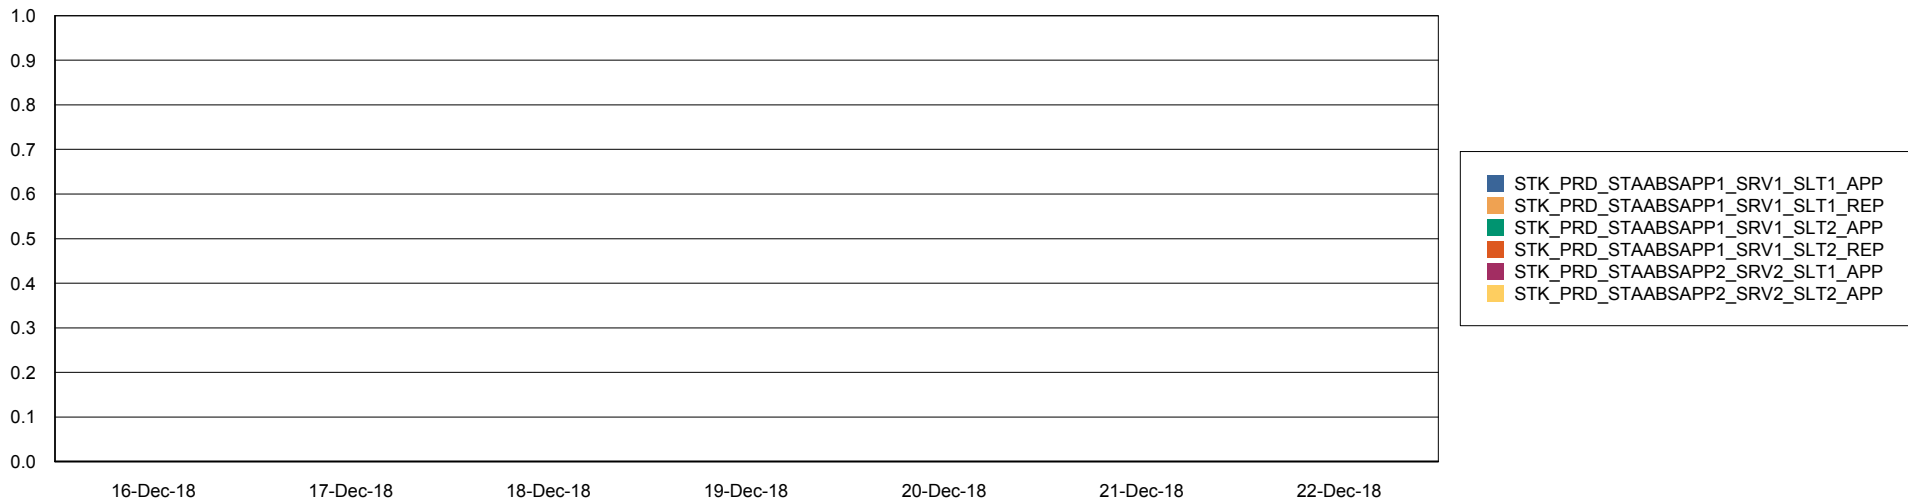 1.0
0.9
0.8
0.7
0.6
0.5
0.4
0.3
0.2
0.1
0.0
16-Dec-18 17-Dec-18 18-Dec-18 19-Dec-18 20-Dec-18 21-Dec-18 22-Dec-18
STK_PRD_STAABSAPP1_SRV1_SLT1_APP
STK_PRD_STAABSAPP1_SRV1_SLT1_REP
STK_PRD_STAABSAPP1_SRV1_SLT2_APP
STK_PRD_STAABSAPP1_SRV1_SLT2_REP
STK_PRD_STAABSAPP2_SRV2_SLT1_APP
STK_PRD_STAABSAPP2_SRV2_SLT2_APP